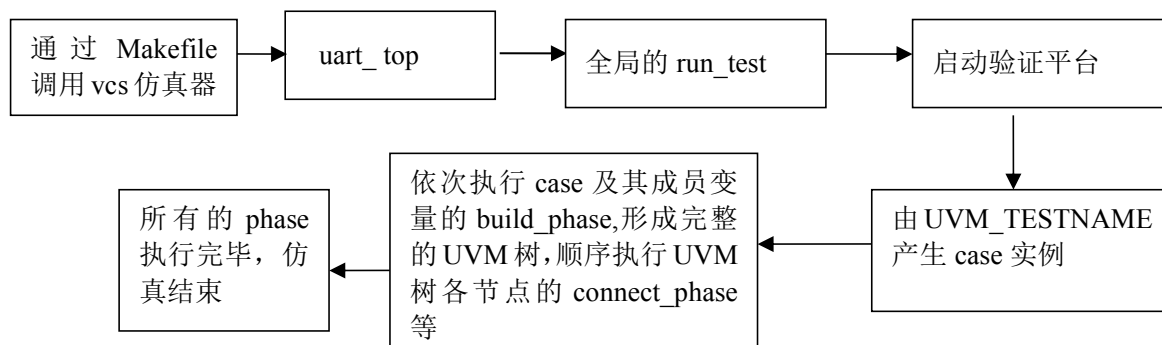 通过 Makefile
调用 vcs 仿真器
uart_ top
全局的 run_test
启动验证平台
由 UVM_TESTNAME
产生 case 实例
依次执行 case 及其成员变
量的 build_phase,形成完整
的 UVM 树，顺序执行 UVM
树各节点的 connect_phase
等
所有的 phase
执行完毕，仿
真结束